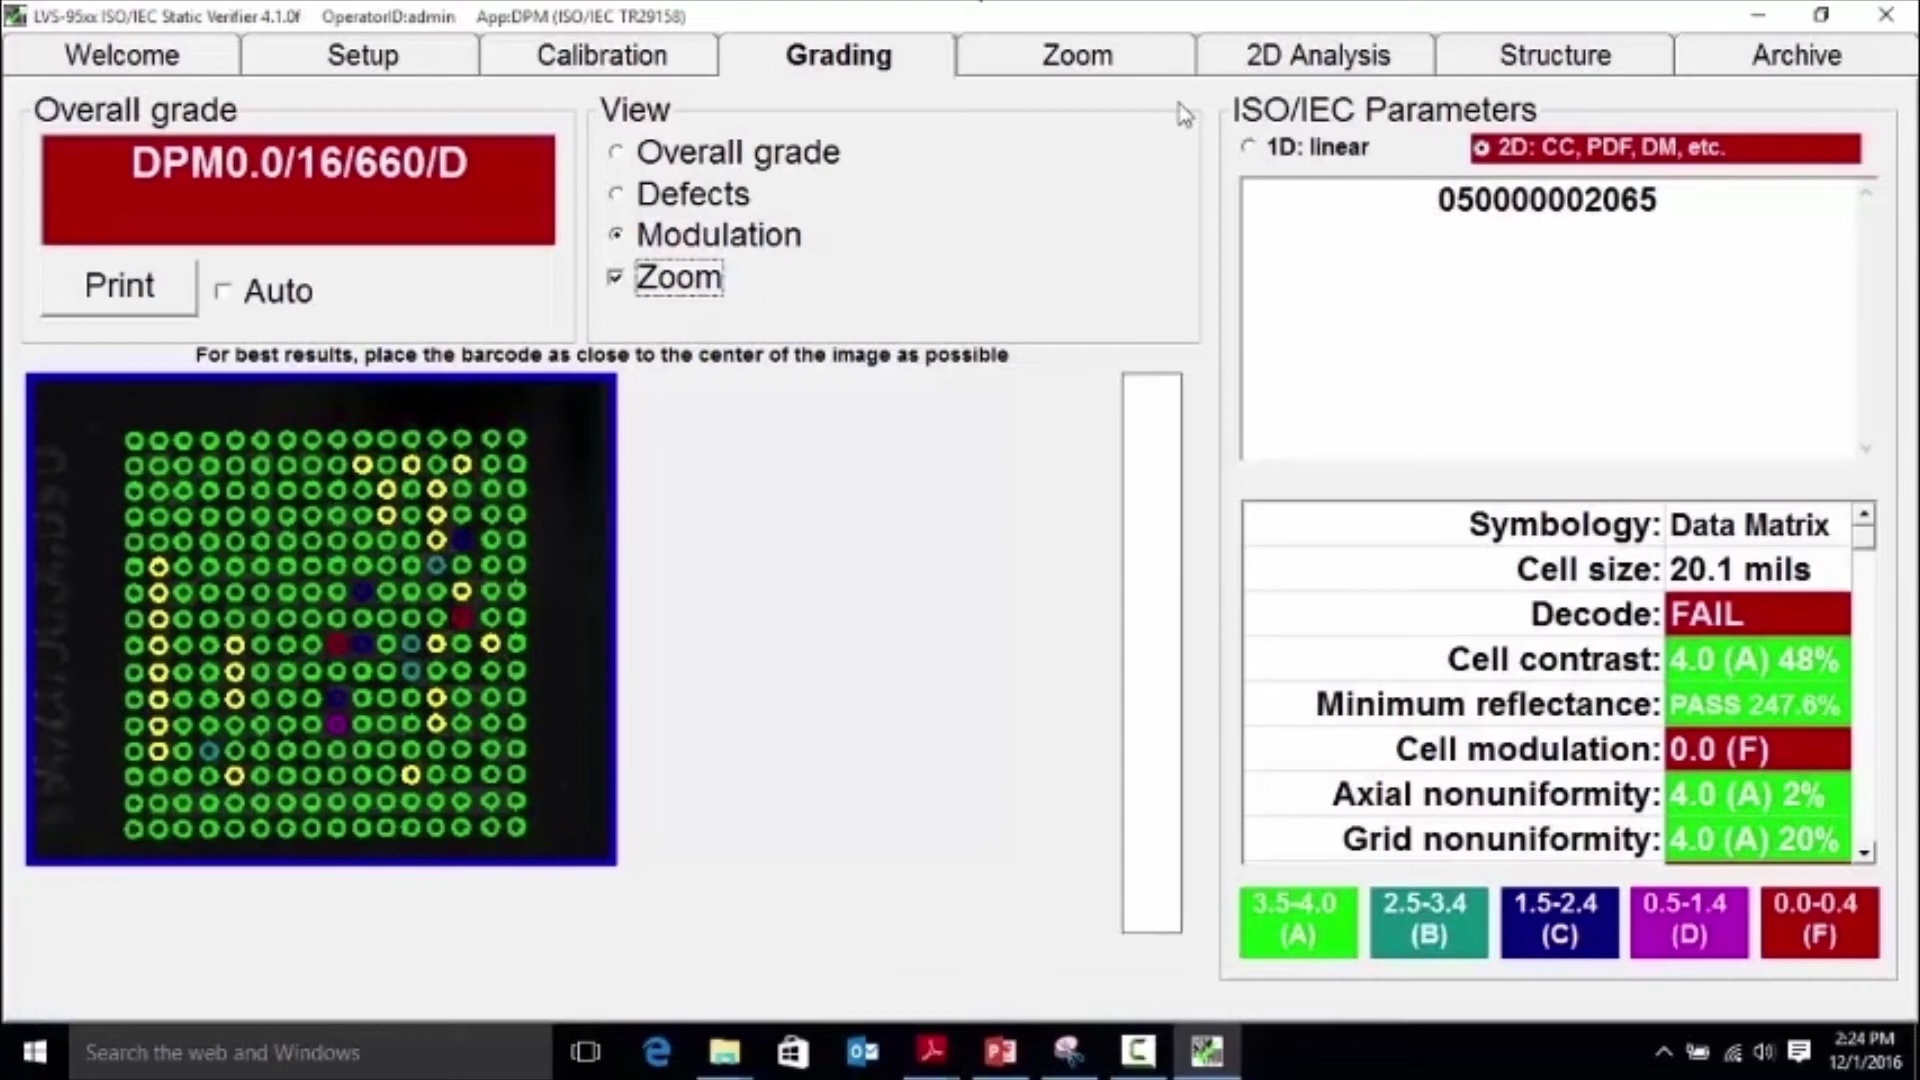 LVS-95xx ISO/IEC Static Verifier 4.1.0f OperatorID:admin App:DPM (ISO/IEC TR29158)
Welcome Setup Calibration Grading Zoom 2D Analysis Structure Archive
Overall grade
DPM0.0/16/660/D
Print Auto
View
Overall grade
Defects
Modulation
Zoom
For best results, place the barcode as close to the center of the image as possible
ISO/IEC Parameters
1D: linear 2D: CC, PDF, DM, etc.
050000002065
Symbology: Data Matrix
Cell size: 20.1 mils
Decode: FAIL
Cell contrast: 4.0 (A) 48%
Minimum reflectance: PASS 247.6%
Cell modulation: 0.0 (F)
Axial nonuniformity: 4.0 (A) 2%
Grid nonuniformity: 4.0 (A) 20%
3.5-4.0 (A)
2.5-3.4 (B)
1.5-2.4 (C)
0.5-1.4 (D)
0.0-0.4 (F)
Search the web and Windows
2:24 PM
12/1/2016